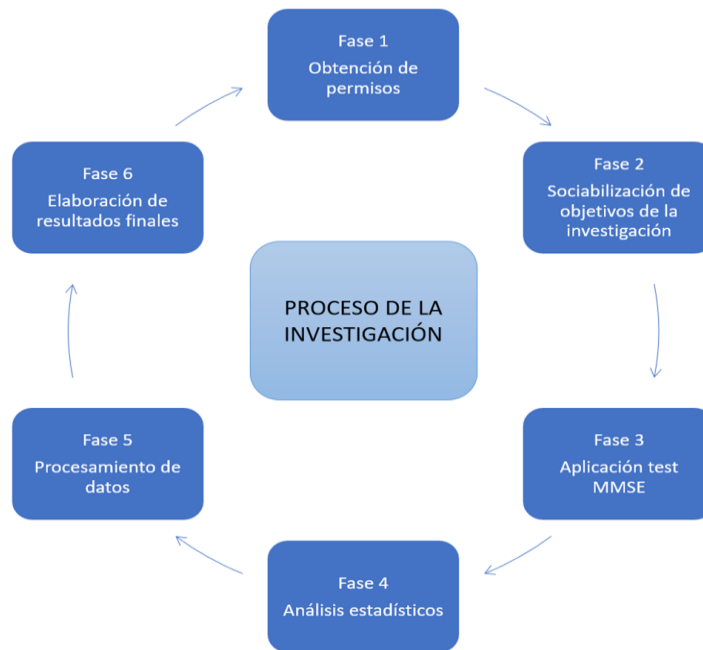 Fase 1
Obtención de
permisos
Fase 2
Sociabilización de
objetivos de la
investigación
Fase 3
Aplicación test
MMSE
Fase 4
Análisis estadísticos
Fase 5
Procesamiento de
datos
Fase 6
Elaboración de
resultados finales
PROCESO DE LA
INVESTIGACIÓN